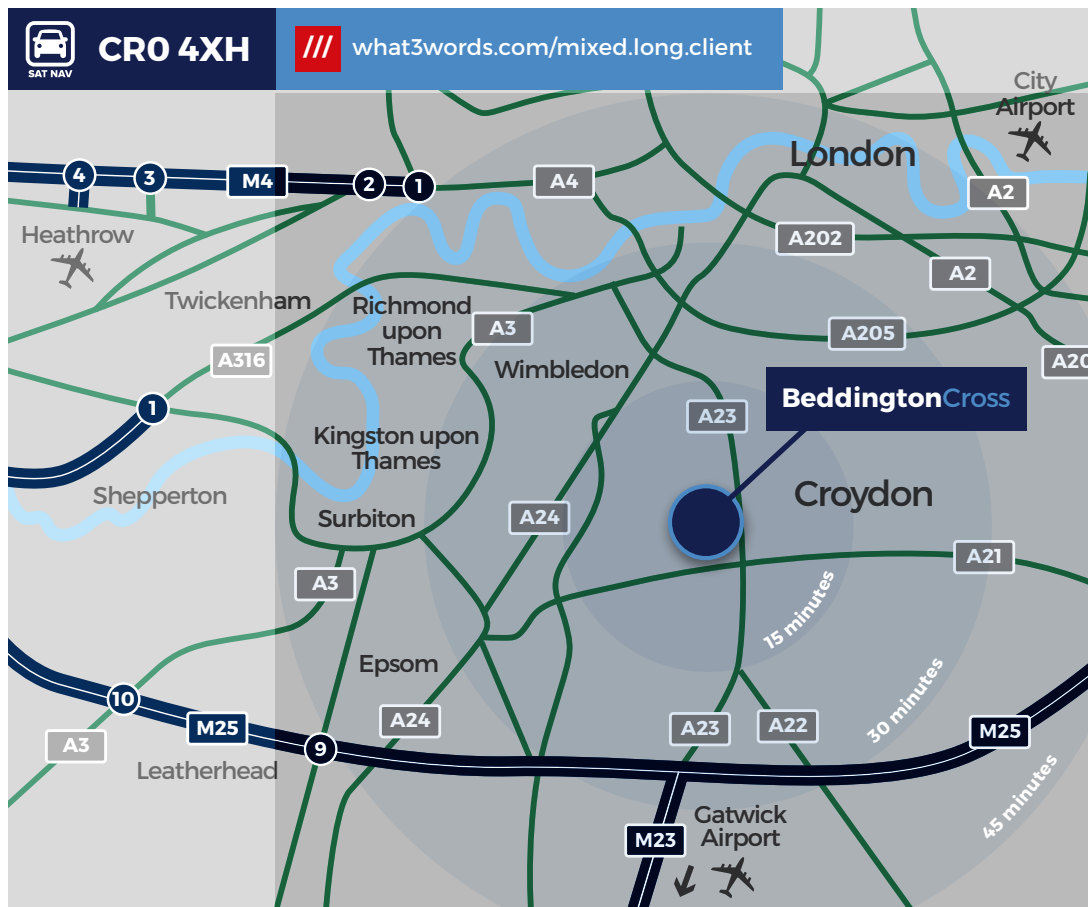 SAT NAV
CR0 4XH
///
what3words.com/mixed.long.client
City
Airport
London
4
3
M4
2
1
A4
A2
Heathrow
A202
A2
Twickenham
Richmond
upon
Thames
A3
A205
A316
Wimbledon
A20
BeddingtonCross
1
A23
Kingston upon
Thames
Shepperton
Croydon
Surbiton
A24
A21
A3
15 minutes
Epsom
30 minutes
10
A24
A23
A22
M25
M25
A3
9
Leatherhead
45 minutes
Gatwick
Airport
M23